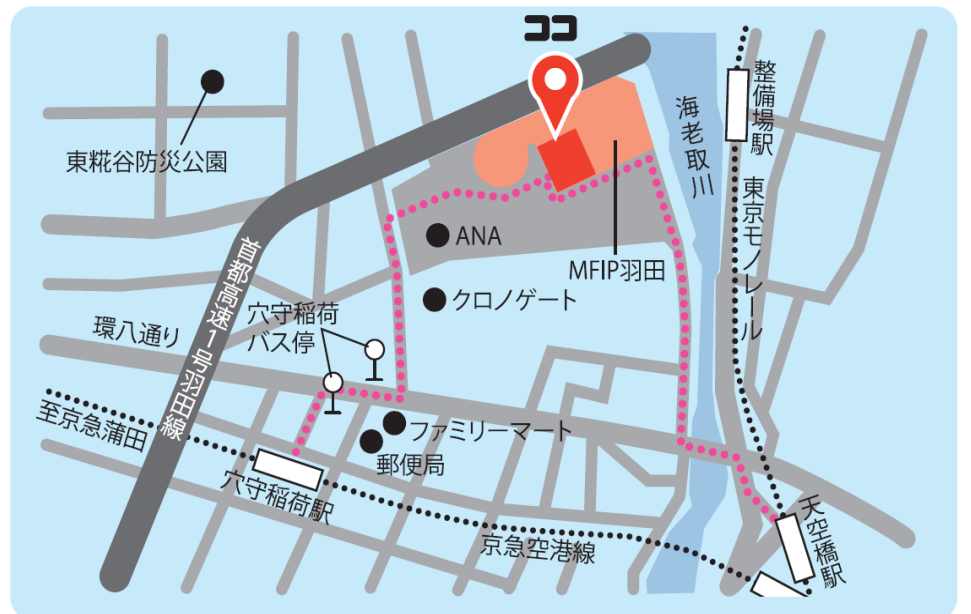 ココ
東糀谷防災公園
海老取川
整備場駅
東京モノレール
ANA
MFIP羽田
クロノゲート
首都高速1号羽田線
穴守稲荷
バス停
環八通り
至京急蒲田
ファミリーマート
郵便局
穴守稲荷駅
京急空港線
天空橋駅